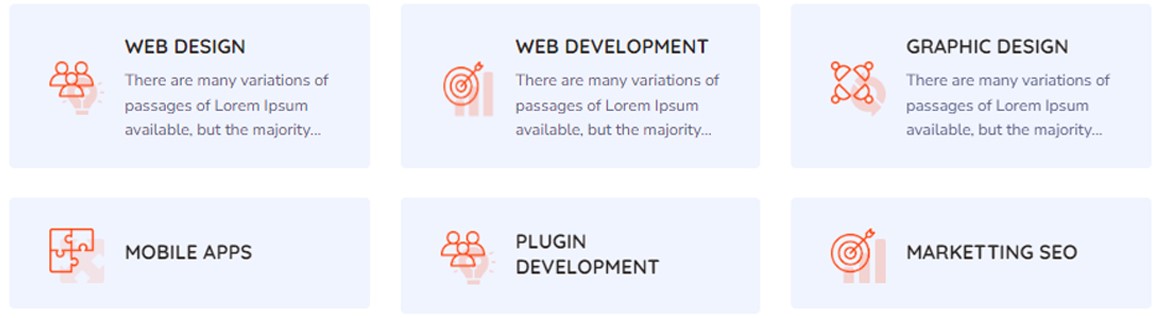 WEB DESIGN
There are many variations of
passages of Lorem Ipsum
available, but the majority...
WEB DEVELOPMENT
There are many variations of
passages of Lorem Ipsum
available, but the majority...
GRAPHIC DESIGN
There are many variations of
passages of Lorem Ipsum
available, but the majority...
MOBILE APPS
PLUGIN
DEVELOPMENT
MARKETTING SEO